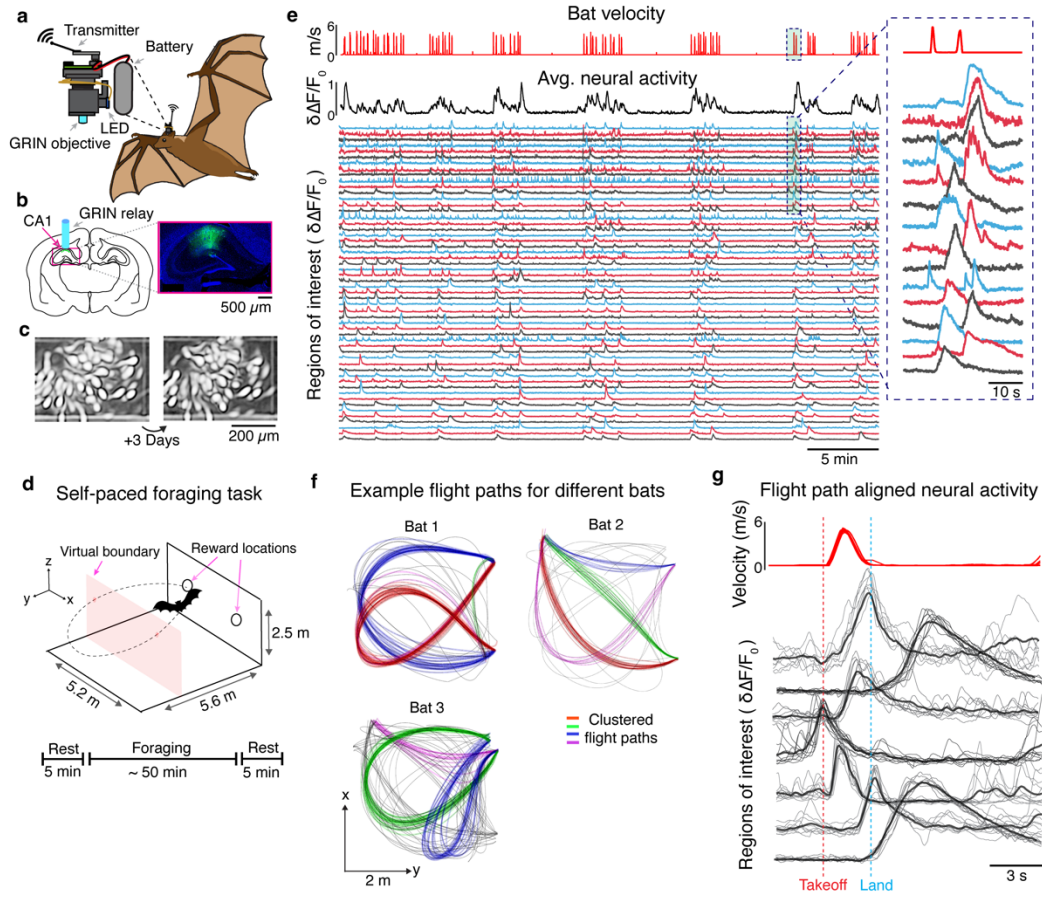 a
Transmitter
Battery
LED
GRIN objective
b
GRIN relay
CA1
500 µm
c
+3 Days
200 µm
d
Self-paced foraging task
Virtual boundary
Reward locations
z
y
x
2.5 m
5.2 m
5.6 m
Rest
Foraging
Rest
5 min
~ 50 min
5 min
e
Bat velocity
6
m/s
0
Avg. neural activity
δΔF/F₀
1
0
Regions of interest ( δΔF/F₀)
5 min
10 s
f
Example flight paths for different bats
Bat 1
Bat 2
Bat 3
Clustered
flight paths
x
y
2 m
g
Flight path aligned neural activity
Velocity (m/s)
6
0
Regions of interest ( δΔF/F₀)
Takeoff
Land
3 s